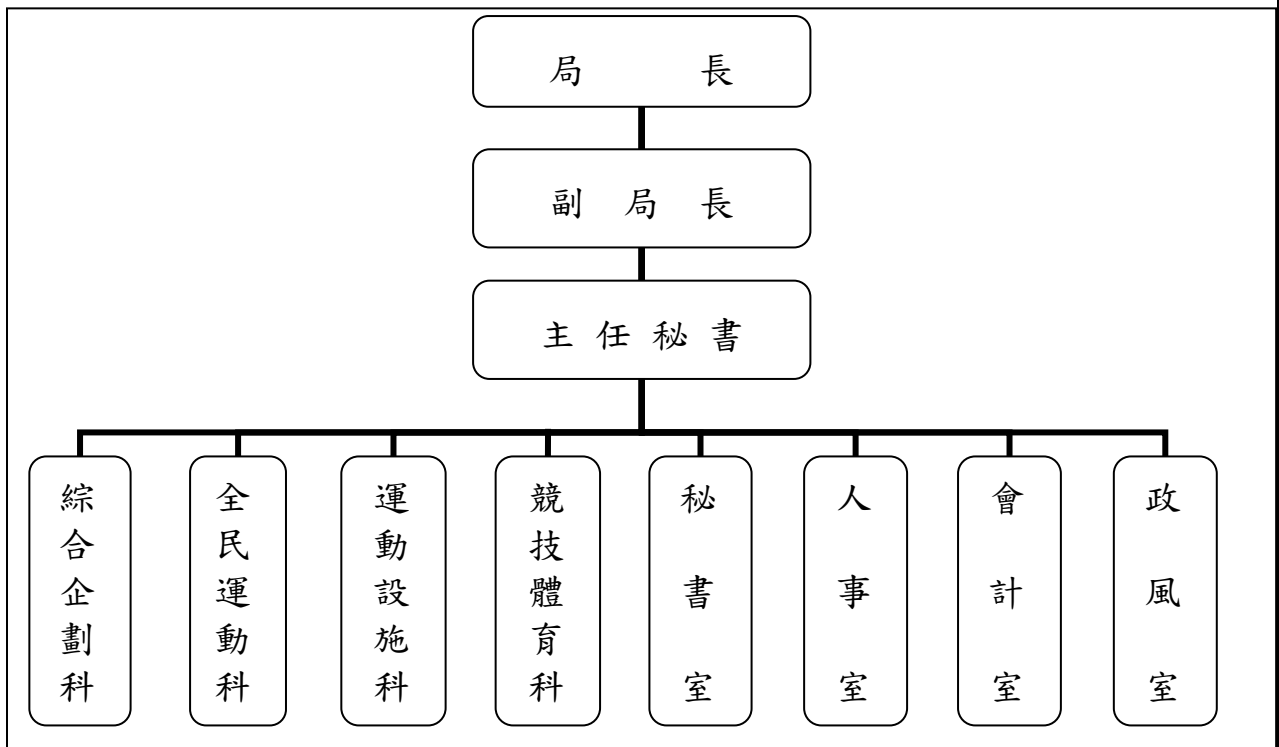 局長
副局長
主任秘書
綜合企劃科
全民運動科
運動設施科
競技體育科
秘書室
人事室
會計室
政風室